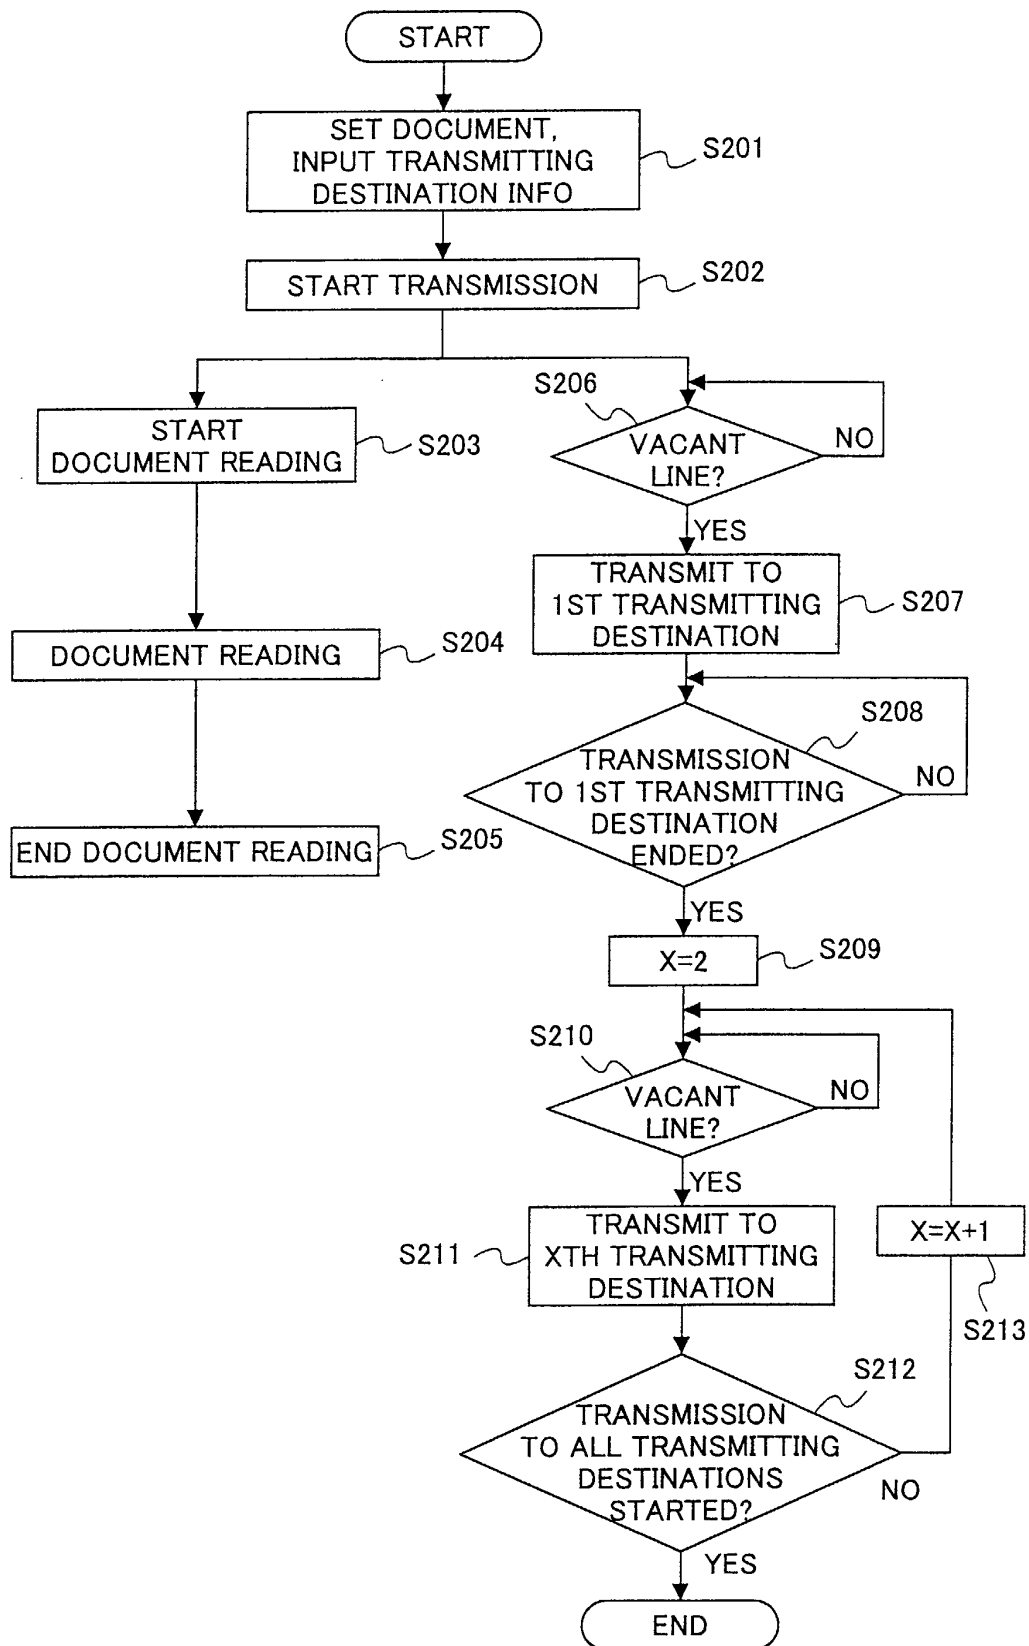 START
SET DOCUMENT,
INPUT TRANSMITTING
DESTINATION INFO
S201
START TRANSMISSION
S202
START
DOCUMENT READING
S203
DOCUMENT READING
S204
END DOCUMENT READING
S205
S206
VACANT
LINE?
NO
YES
TRANSMIT TO
1ST TRANSMITTING
DESTINATION
S207
S208
TRANSMISSION
TO 1ST TRANSMITTING
DESTINATION
ENDED?
NO
YES
X=2
S209
S210
VACANT
LINE?
NO
YES
S211
TRANSMIT TO
XTH TRANSMITTING
DESTINATION
X=X+1
S213
S212
TRANSMISSION
TO ALL TRANSMITTING
DESTINATIONS
STARTED?
NO
YES
END